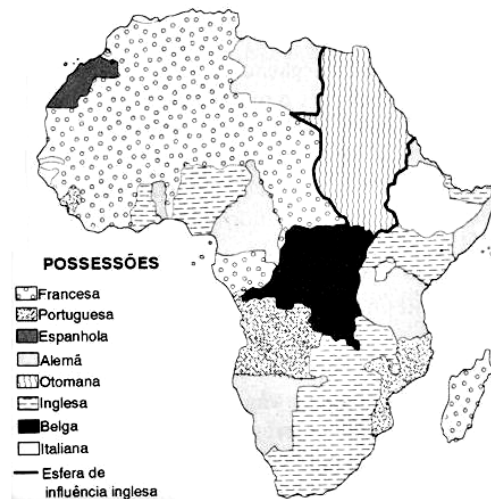 POSSESSÕES
Francesa
Portuguesa
Espanhola
Alemã
Otomana
Inglesa
Belga
Italiana
Esfera de
influência inglesa